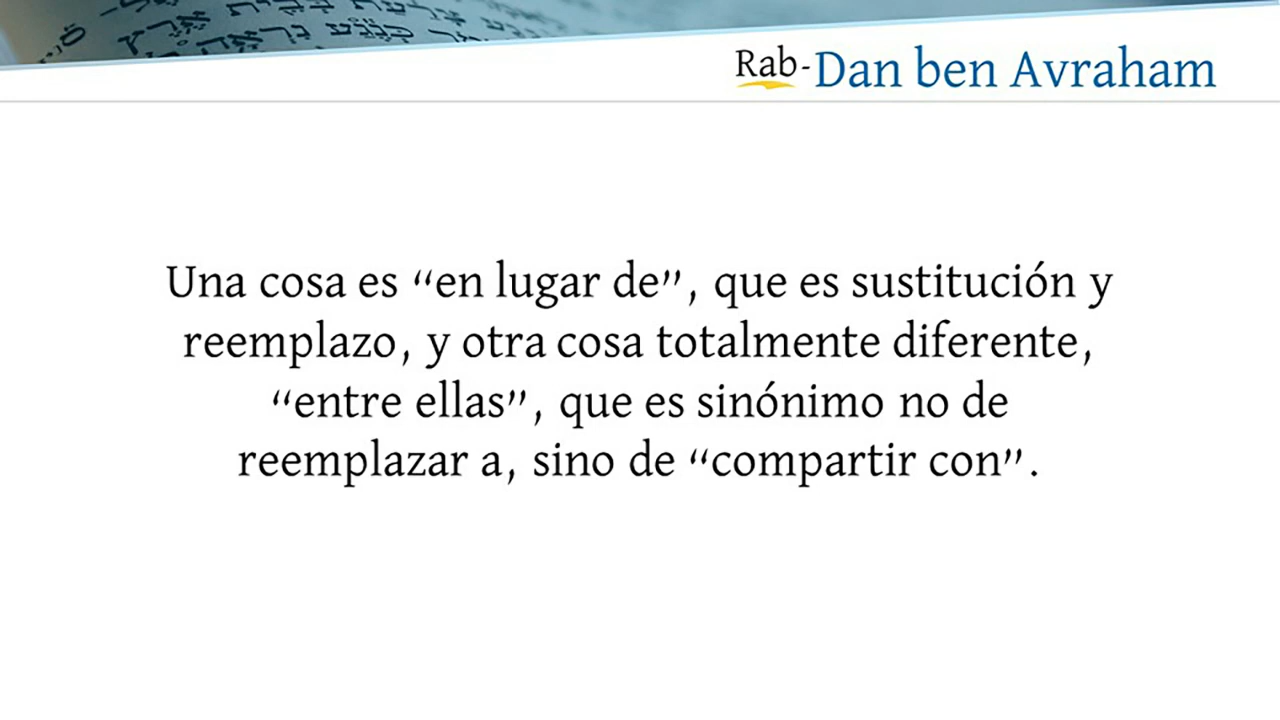 Rab-Dan ben Avraham
Una cosa es “en lugar de”, que es sustitución y
reemplazo, y otra cosa totalmente diferente,
“entre ellas”, que es sinónimo no de
reemplazar a, sino de “compartir con”.